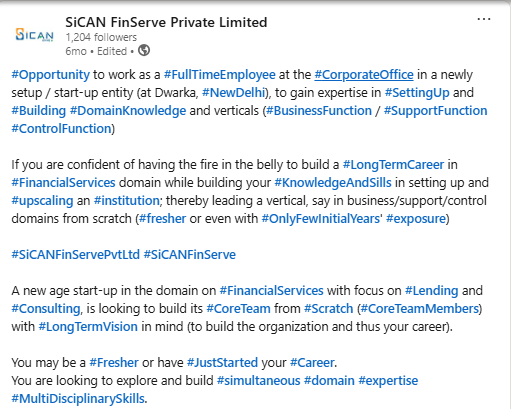 SiCAN FinServe Private Limited
SiCAN
1,204 followers
6mo • Edited •
#Opportunity to work as a #FullTimeEmployee at the #CorporateOffice in a newly
setup / start-up entity (at Dwarka, #NewDelhi), to gain expertise in #SettingUp and
#Building #DomainKnowledge and verticals (#BusinessFunction / #SupportFunction
#ControlFunction)
If you are confident of having the fire in the belly to build a #LongTermCareer in
#FinancialServices domain while building your #KnowledgeAndSills in setting up and
#upscaling an #institution; thereby leading a vertical, say in business/support/control
domains from scratch (#fresher or even with #OnlyFewInitialYears' #exposure)
#SiCANFinServePvtLtd #SiCANFinServe
A new age start-up in the domain on #FinancialServices with focus on #Lending and
#Consulting, is looking to build its #CoreTeam from #Scratch (#CoreTeamMembers)
with #LongTermVision in mind (to build the organization and thus your career).
You may be a #Fresher or have #JustStarted your #Career.
You are looking to explore and build #simultaneous #domain #expertise
#MultiDisciplinarySkills.